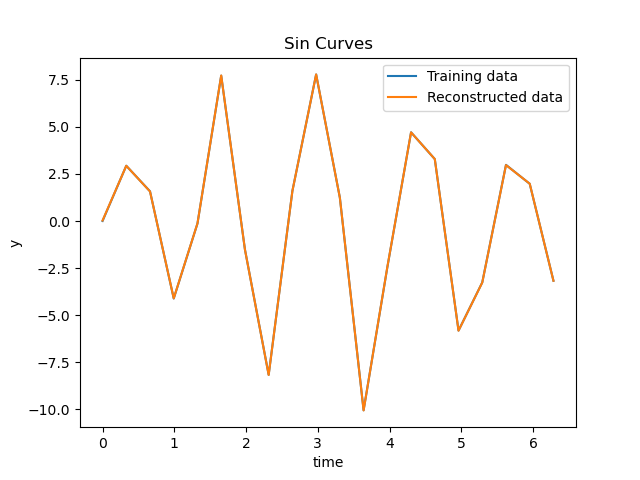 Sin Curves
Training data
Reconstructed data
7.5
5.0
2.5
0.0
−2.5
−5.0
−7.5
−10.0
y
0 1 2 3 4 5 6
time